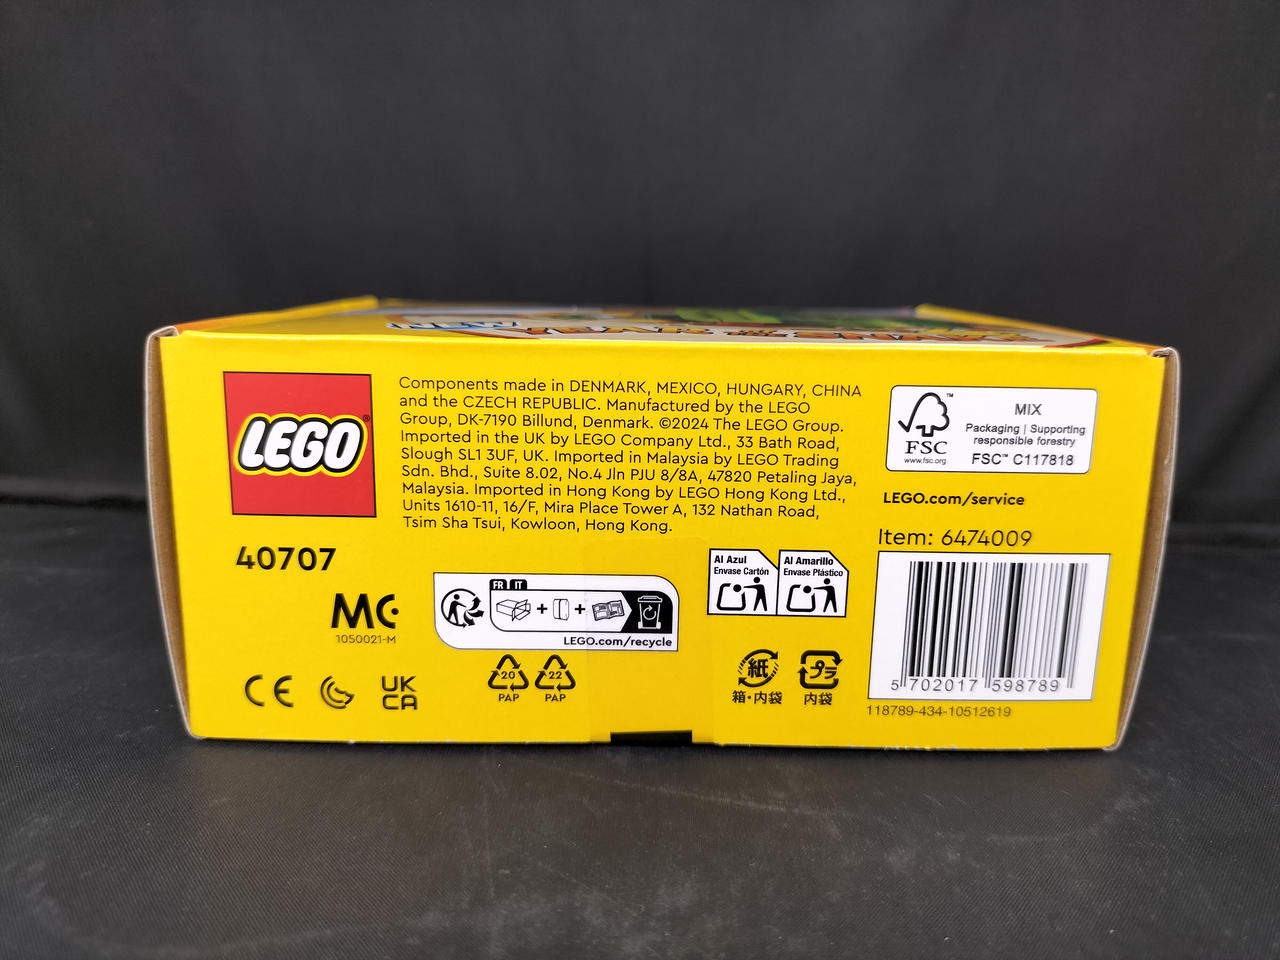 LEGO®
40707
MC
1050021-M
CE
UK
CA
Components made in DENMARK, MEXICO, HUNGARY, CHINA
and the CZECH REPUBLIC. Manufactured by the LEGO
Group, DK-7190 Billund, Denmark. ©2024 The LEGO Group.
Imported in the UK by LEGO Company Ltd., 33 Bath Road,
Slough SL1 3UF, UK. Imported in Malaysia by LEGO Trading
Sdn. Bhd., Suite 8.02, No.4 Jln PJU 8/8A, 47820 Petaling Jaya,
Malaysia. Imported in Hong Kong by LEGO Hong Kong Ltd.,
Units 1610-11, 16/F, Mira Place Tower A, 132 Nathan Road,
Tsim Sha Tsui, Kowloon, Hong Kong.
FR IT
+ +
LEGO.com/recycle
20
PAP
22
PAP
Al Azul
Envase Cartón
Al Amarillo
Envase Plástico
紙
箱・内袋
プラ
内袋
™
FSC
www.fsc.org
MIX
Packaging | Supporting
responsible forestry
FSC™ C117818
LEGO.com/service
Item: 6474009
5 702017 598789
118789-434-10512619